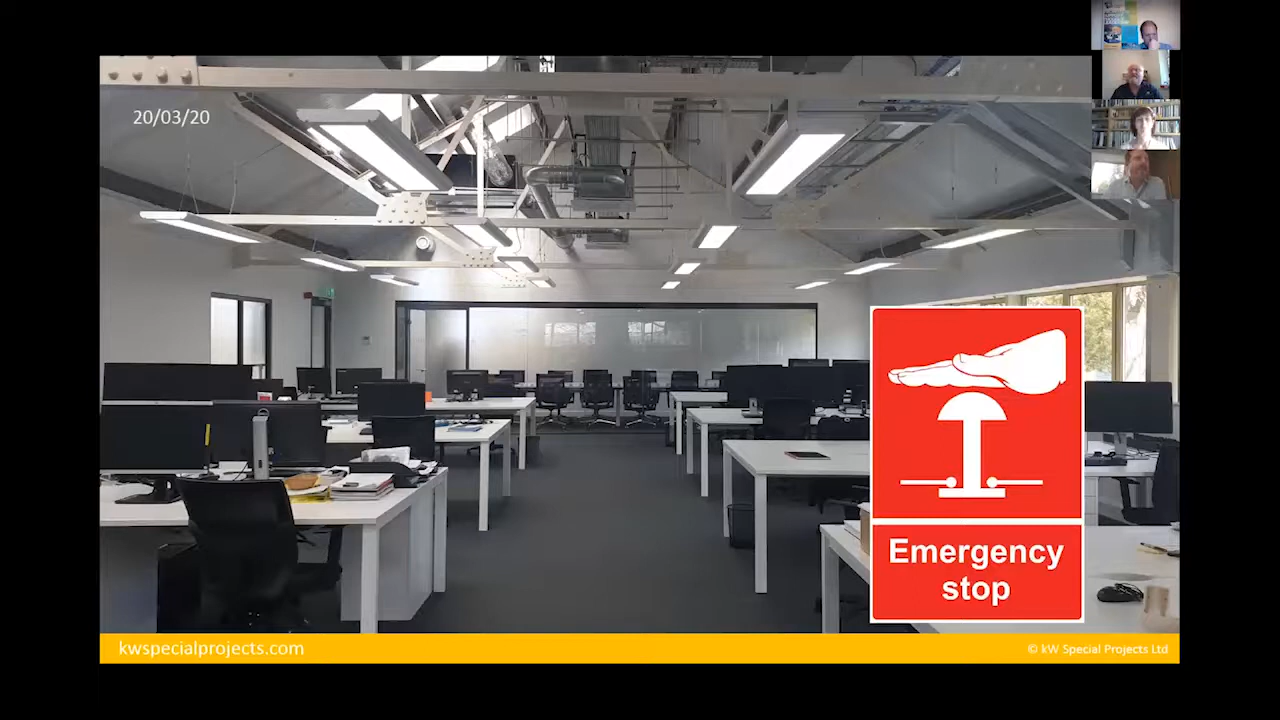 20/03/20
Emergency
stop
kwspecialprojects.com
© kW Special Projects Ltd